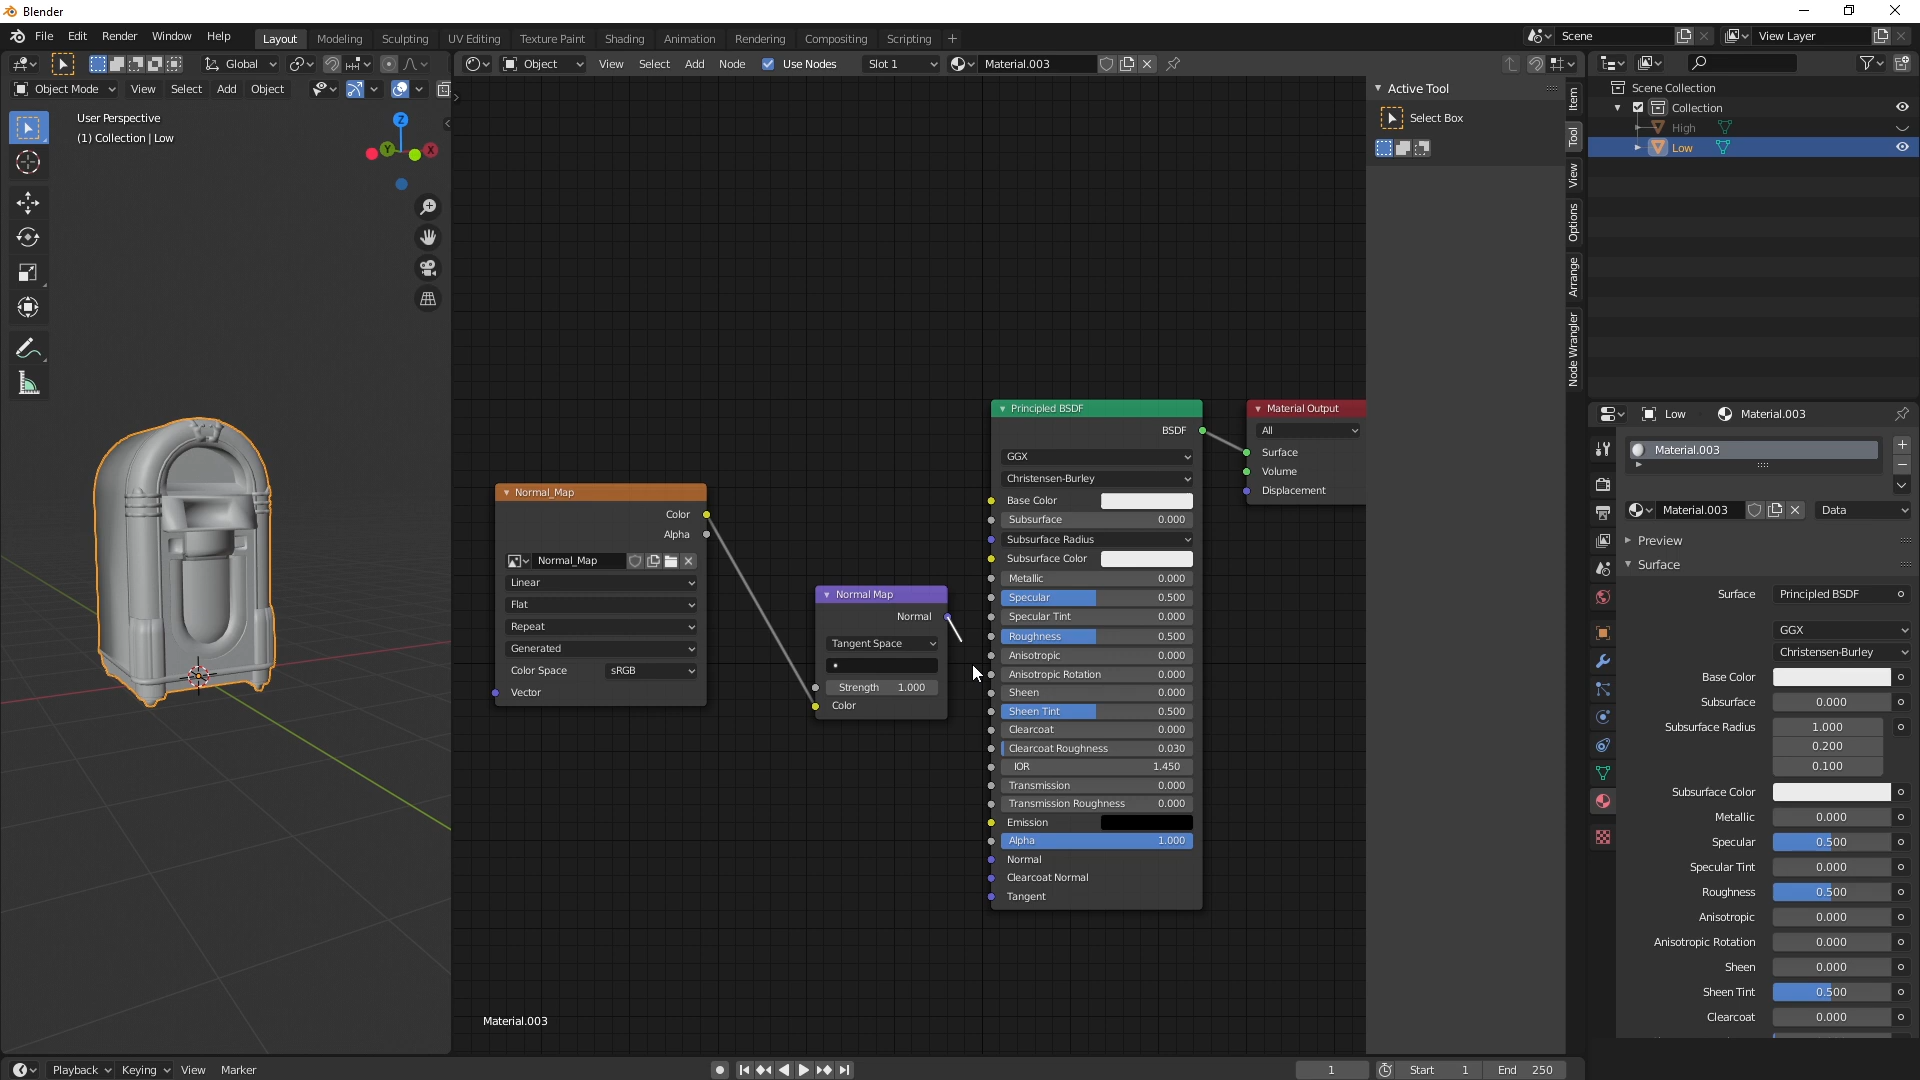 Blender
File Edit Render Window Help
Layout Modeling Sculpting UV Editing Texture Paint Shading Animation Rendering Compositing Scripting +
Scene View Layer
Global
Object View Select Add Node Use Nodes Slot 1 Material.003
Object Mode View Select Add Object
User Perspective
(1) Collection | Low
Z
Y
X
Active Tool
Select Box
Item
Tool
View
Options
Arrange
Node Wrangler
Scene Collection
Collection
High
Low
Normal_Map
Color
Alpha
Normal_Map
Linear
Flat
Repeat
Generated
Color Space sRGB
Vector
Normal Map
Normal
Tangent Space
Strength 1.000
Color
Principled BSDF
BSDF
GGX
Christensen-Burley
Base Color
Subsurface 0.000
Subsurface Radius
Subsurface Color
Metallic 0.000
Specular 0.500
Specular Tint 0.000
Roughness 0.500
Anisotropic 0.000
Anisotropic Rotation 0.000
Sheen 0.000
Sheen Tint 0.500
Clearcoat 0.000
Clearcoat Roughness 0.030
IOR 1.450
Transmission 0.000
Transmission Roughness 0.000
Emission
Alpha 1.000
Normal
Clearcoat Normal
Tangent
Material Output
All
Surface
Volume
Displacement
Material.003
Low Material.003
Material.003
Material.003 Data
Preview
Surface
Surface Principled BSDF
GGX
Christensen-Burley
Base Color
Subsurface 0.000
Subsurface Radius 1.000
0.200
0.100
Subsurface Color
Metallic 0.000
Specular 0.500
Specular Tint 0.000
Roughness 0.500
Anisotropic 0.000
Anisotropic Rotation 0.000
Sheen 0.000
Sheen Tint 0.500
Clearcoat 0.000
Playback Keying View Marker
1 Start 1 End 250